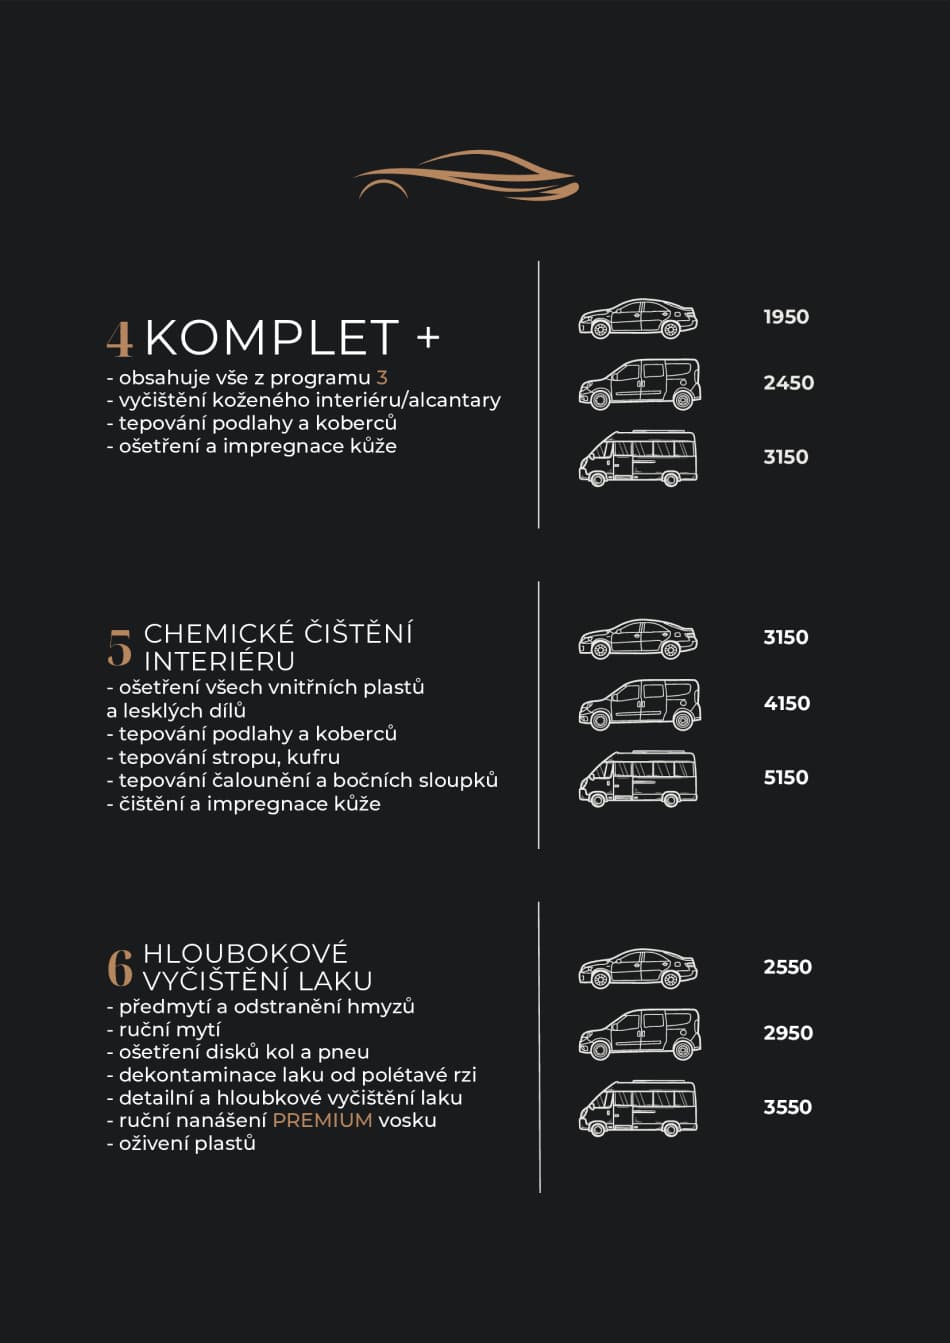 4 KOMPLET +
- obsahuje vše z programu 3
- vyčištění koženého interiéru/alcantary
- tepování podlahy a koberců
- ošetření a impregnace kůže
1950
2450
3150
5 CHEMICKÉ ČIŠTĚNÍ
INTERIÉRU
- ošetření všech vnitřních plastů
a lesklých dílů
- tepování podlahy a koberců
- tepování stropu, kufru
- tepování čalounění a bočních sloupků
- čištění a impregnace kůže
3150
4150
5150
6 HLOUBOKOVÉ
VYČIŠTĚNÍ LAKU
- předmytí a odstranění hmyzů
- ruční mytí
- ošetření disků kol a pneu
- dekontaminace laku od polétavé rzi
- detailní a hloubkové vyčištění laku
- ruční nanášení PREMIUM vosku
- oživení plastů
2550
2950
3550